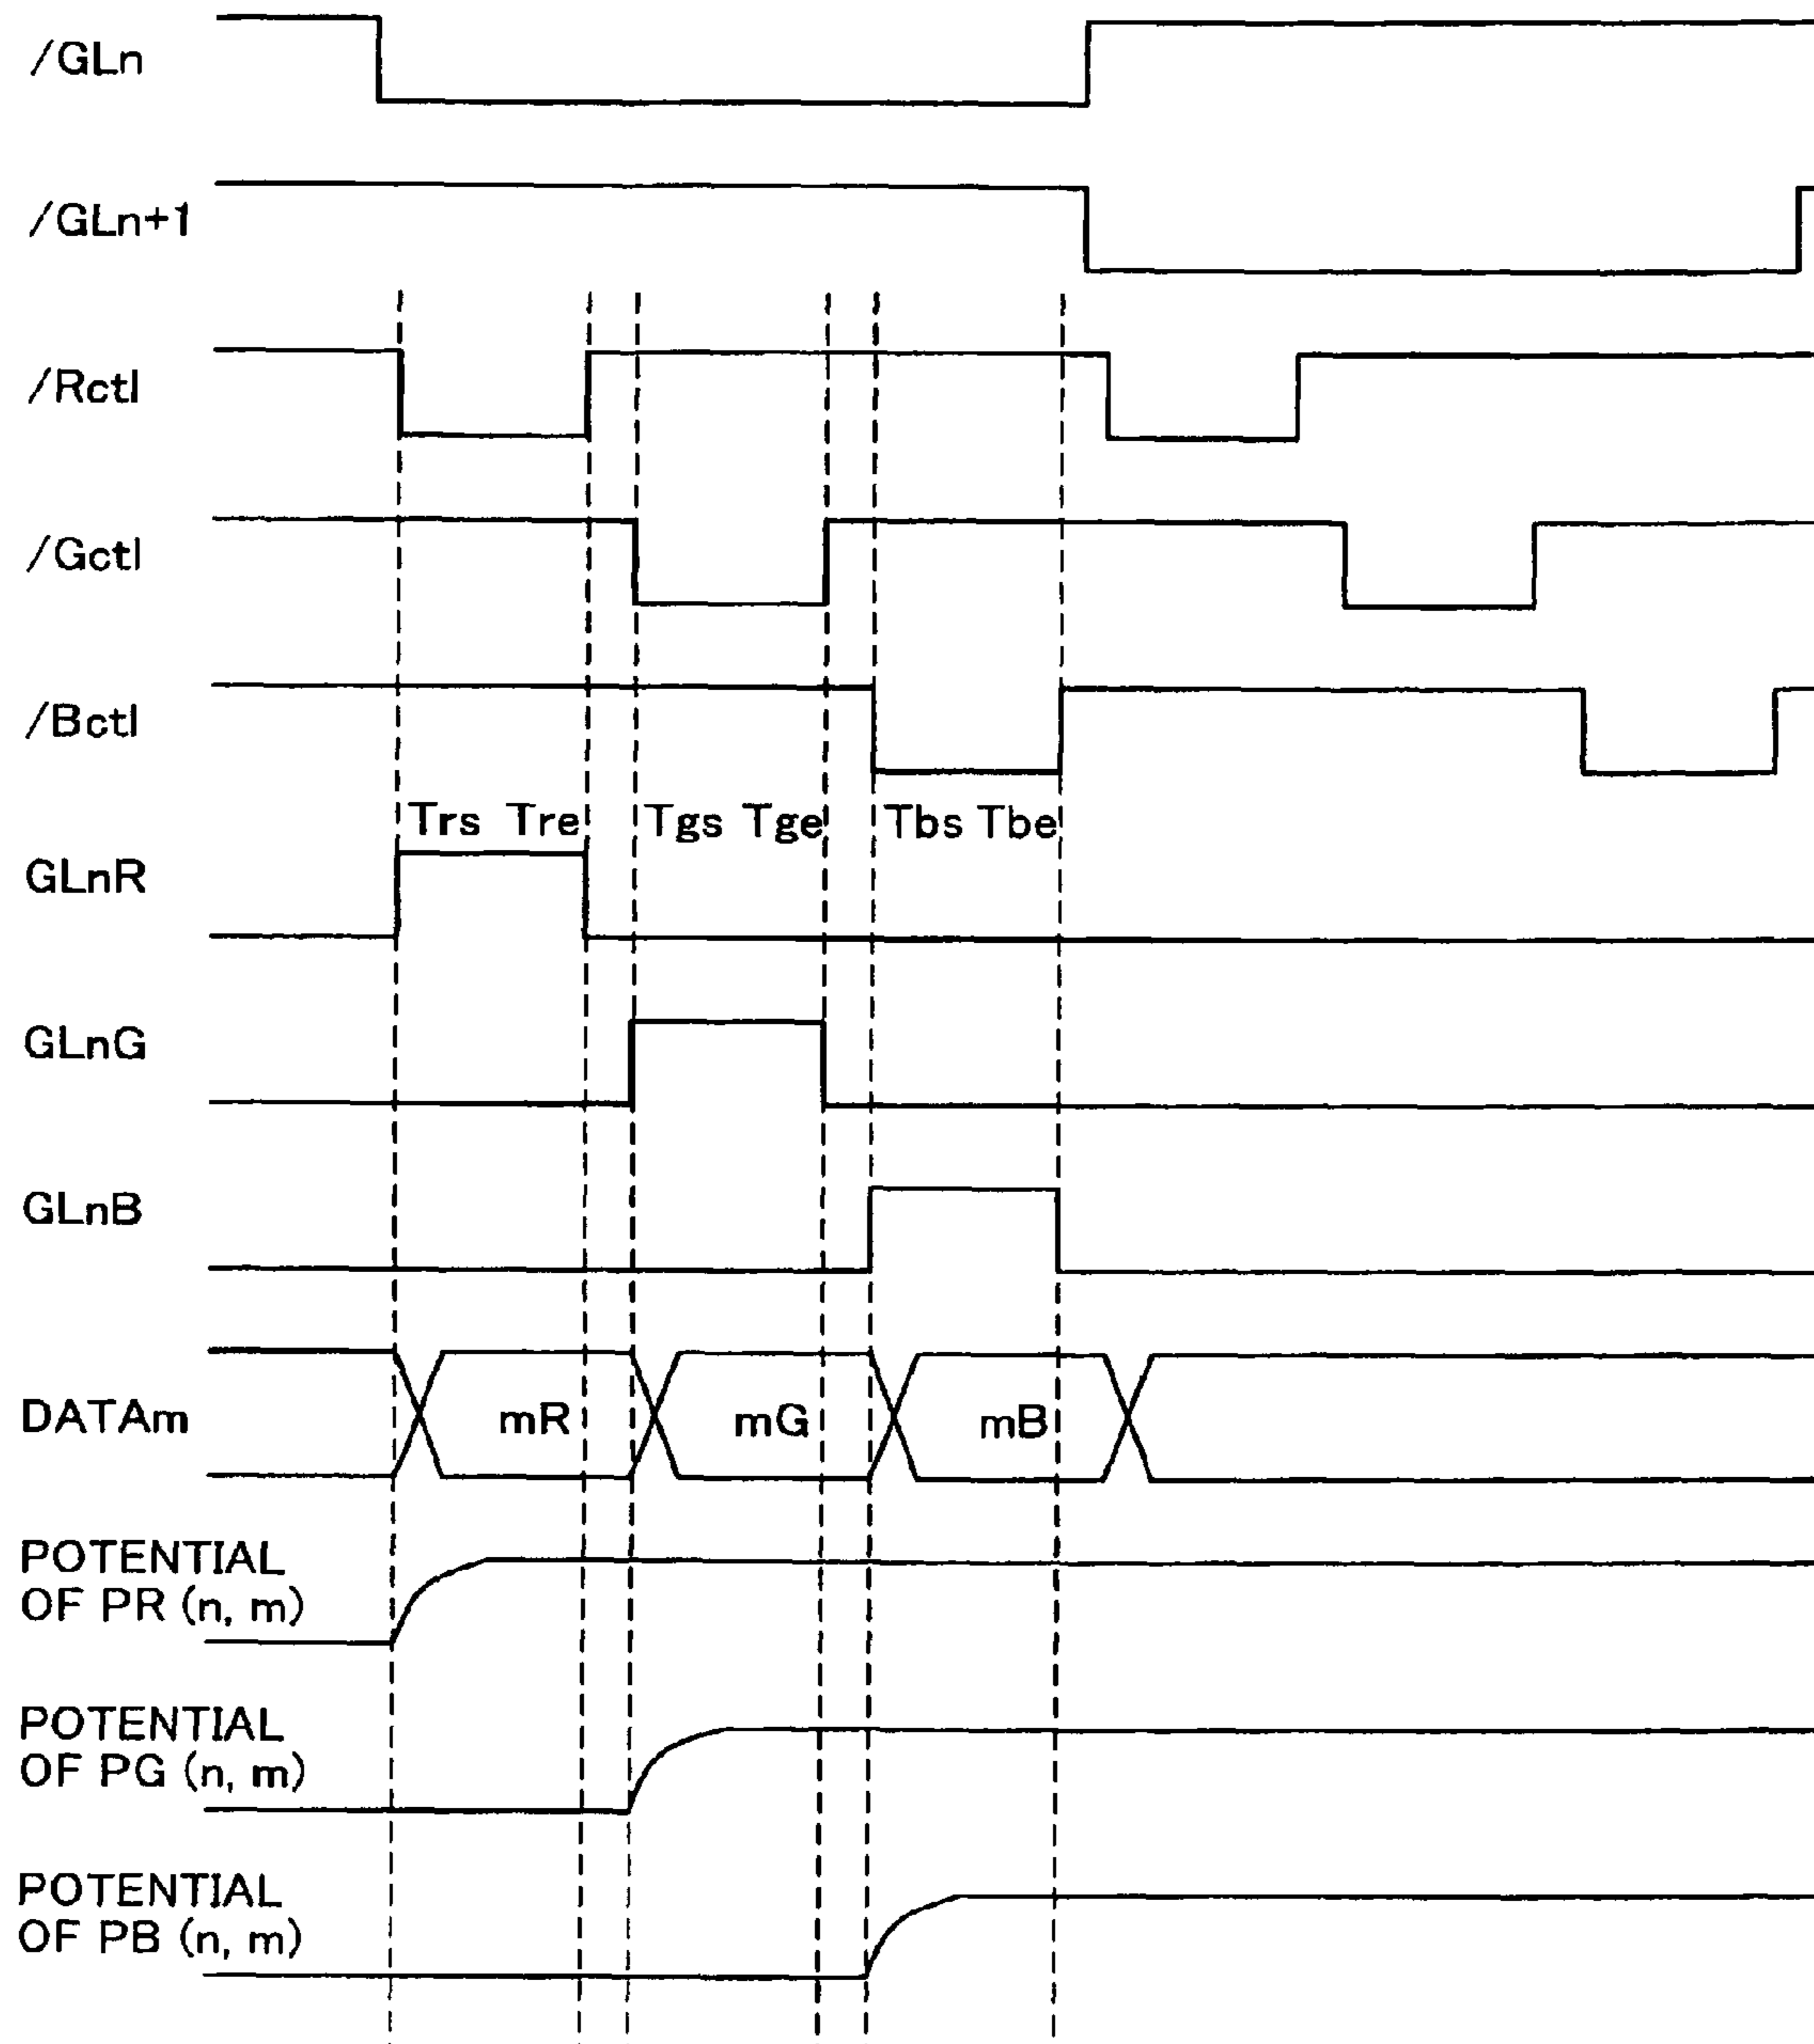 /GLn
/GLn+1
/Rctl
/Gctl
/Bctl
Trs Tre Tgs Tge Tbs Tbe
GLnR
GLnG
GLnB
DATAm mR mG mB
POTENTIAL
OF PR (n, m)
POTENTIAL
OF PG (n, m)
POTENTIAL
OF PB (n, m)